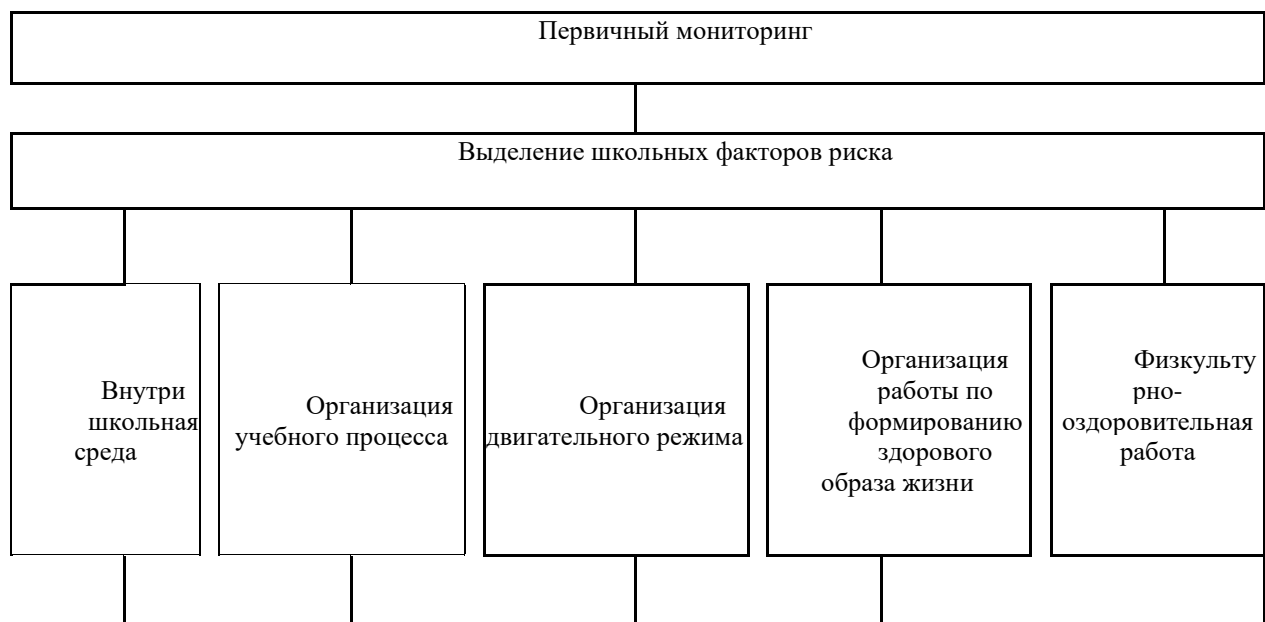 Первичный мониторинг
Выделение школьных факторов риска
Внутри
школьная
среда
Организация
учебного процесса
Организация
двигательного режима
Организация
работы по
формированию
здорового
образа жизни
Физкульту
рно-
оздоровительная
работа